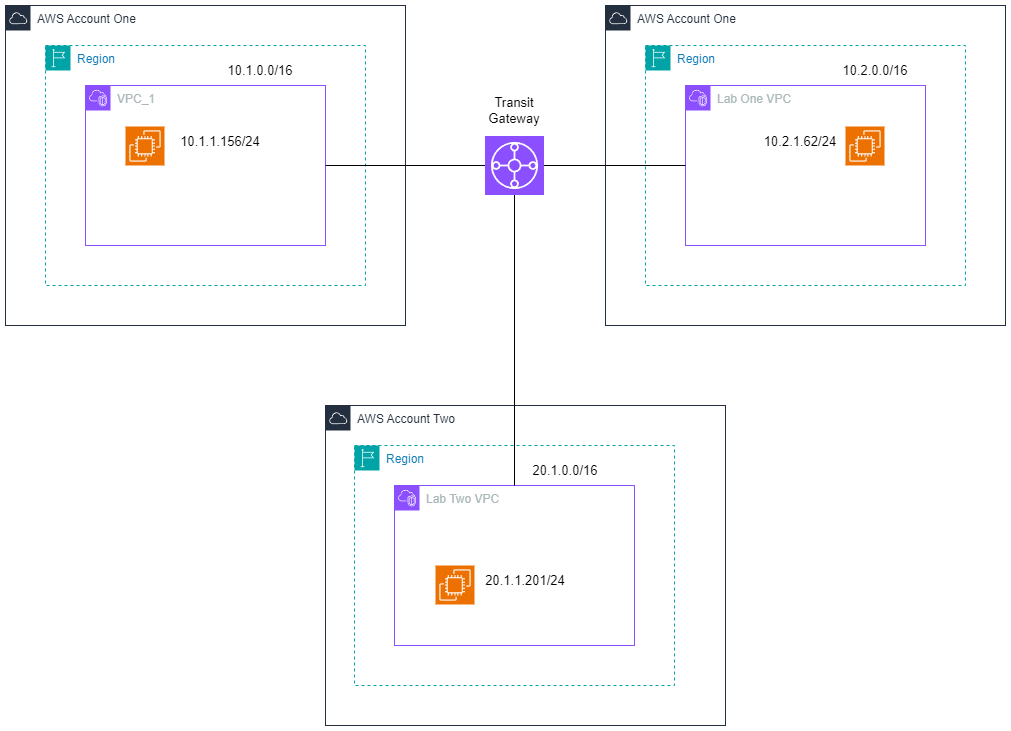 AWS Account One
Region
10.1.0.0/16
VPC_1
10.1.1.156/24
Transit
Gateway
AWS Account One
Region
10.2.0.0/16
Lab One VPC
10.2.1.62/24
AWS Account Two
Region
20.1.0.0/16
Lab Two VPC
20.1.1.201/24